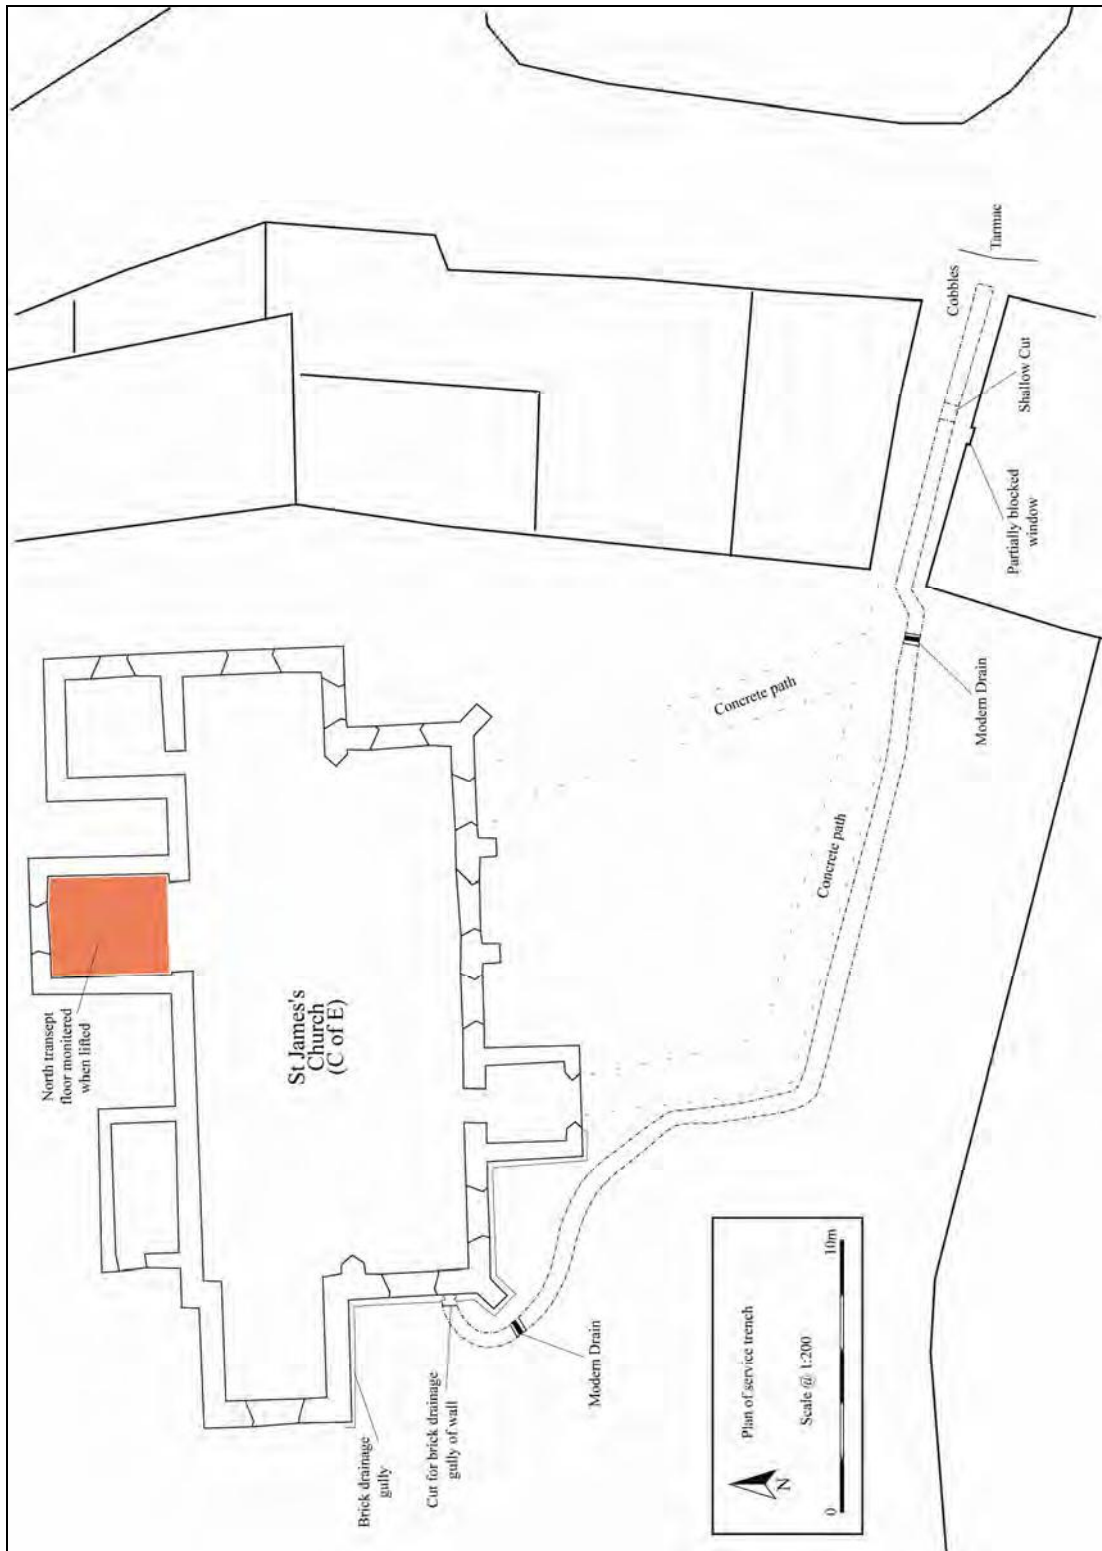 North transept
floor monitered
when lifted
St James's
Church
(C of E)
Brick drainage
gully
Cut for brick drainage
gully of wall
Modern Drain
Concrete path
Concrete path
Modern Drain
Partially blocked
window
Shallow Cut
Cobbles
Tarmac
Plan of service trench
N
Scale @ 1:200
0
10m